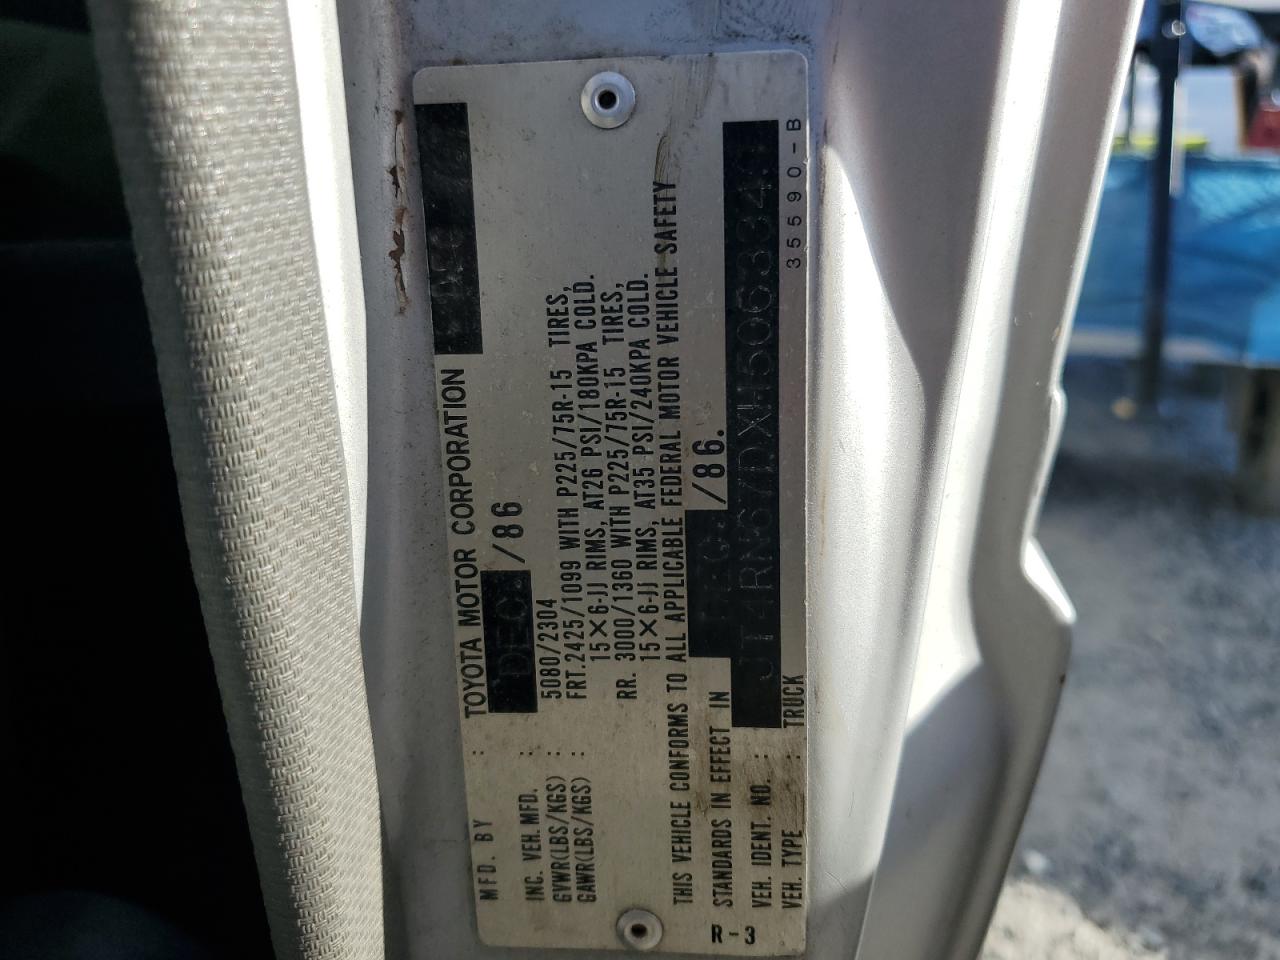 MFD. BY : TOYOTA MOTOR CORPORATION
INC. VEH. MFD. : DEC. /86
GVWR(LBS/KGS) : 5080/2304
GAWR(LBS/KGS) : FRT.2425/1099 WITH P225/75R-15 TIRES,
15×6-JJ RIMS, AT26 PSI/180KPA COLD.
RR. 3000/1360 WITH P225/75R-15 TIRES,
15×6-JJ RIMS, AT35 PSI/240KPA COLD.
THIS VEHICLE CONFORMS TO ALL APPLICABLE FEDERAL MOTOR VEHICLE SAFETY
STANDARDS IN EFFECT IN /86.
VEH. IDENT. NO. :
VEH. TYPE : TRUCK
R-3
35590-B